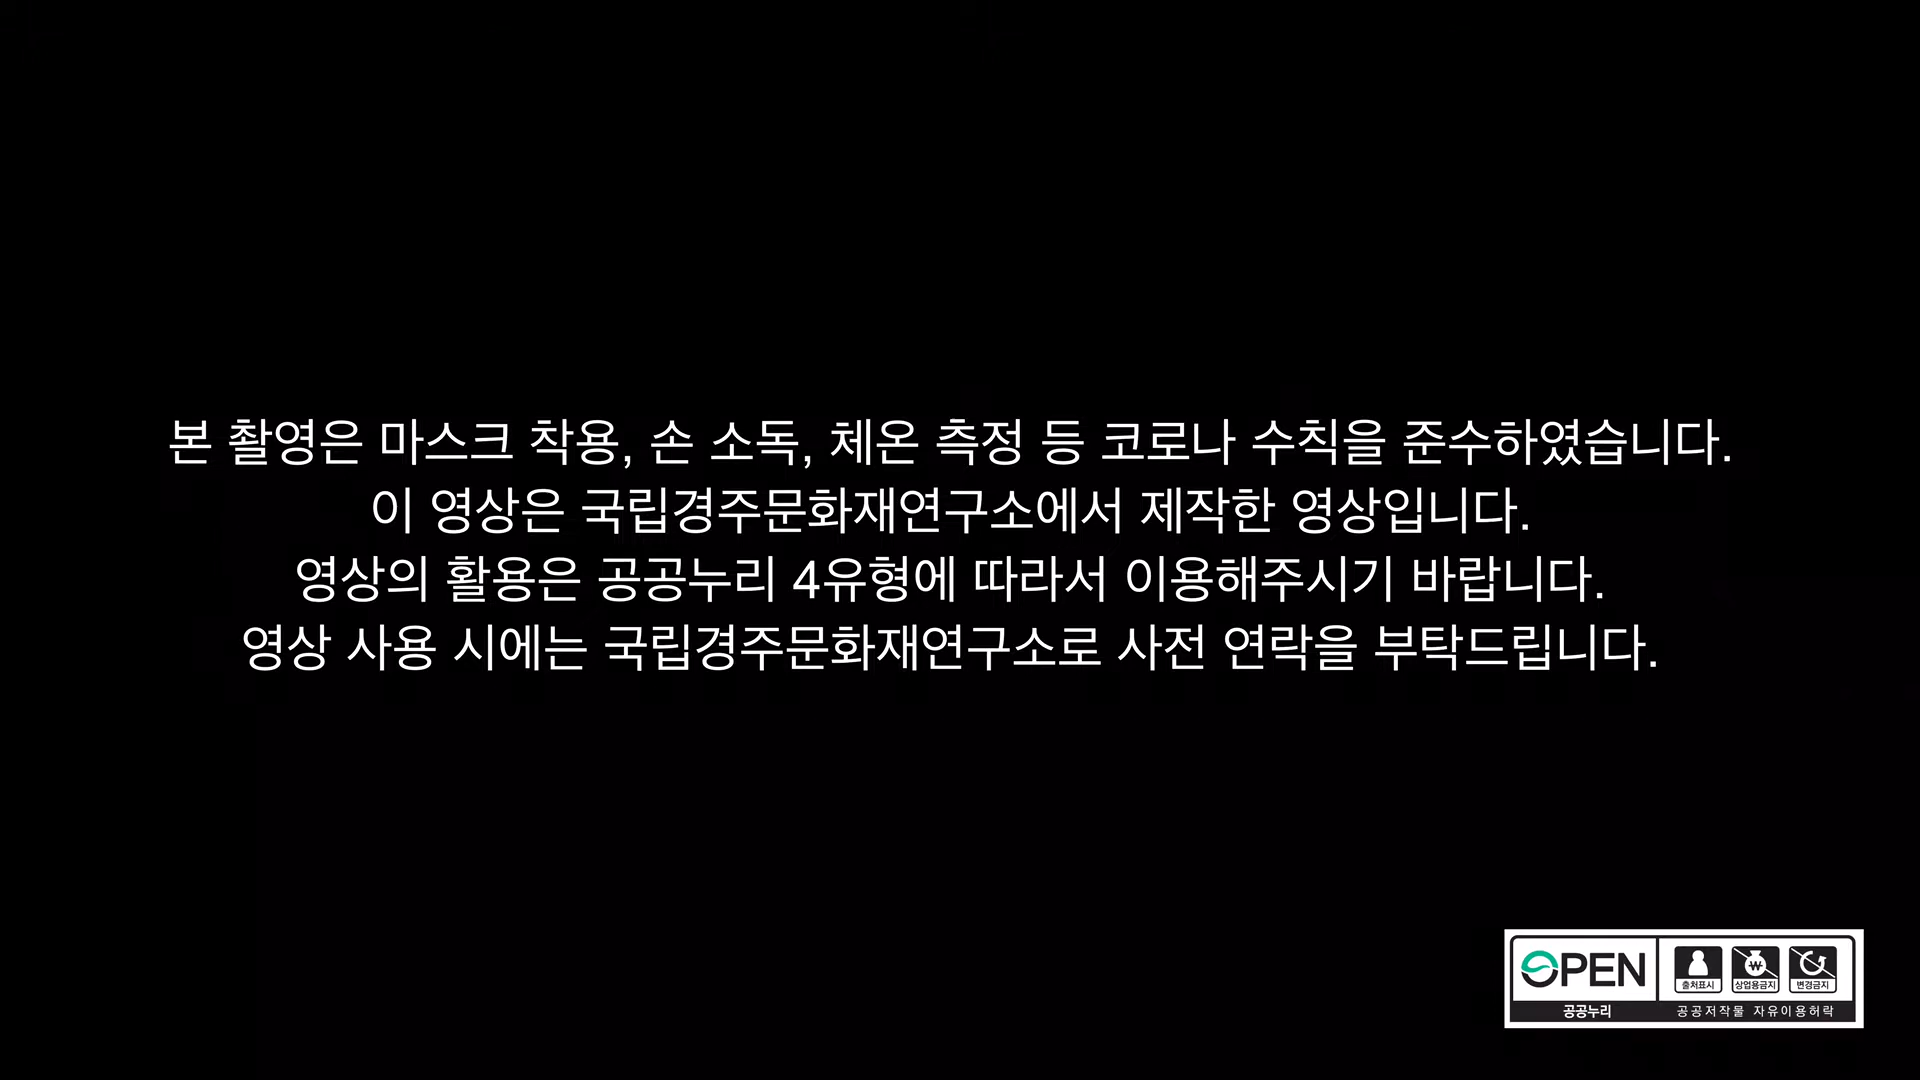 본 촬영은 마스크 착용, 손 소독, 체온 측정 등 코로나 수칙을 준수하였습니다.
이 영상은 국립경주문화재연구소에서 제작한 영상입니다.
영상의 활용은 공공누리 4유형에 따라서 이용해주시기 바랍니다.
영상 사용 시에는 국립경주문화재연구소로 사전 연락을 부탁드립니다.
OPEN
출처표시 상업용금지 변경금지
공공누리 공공저작물 자유이용허락